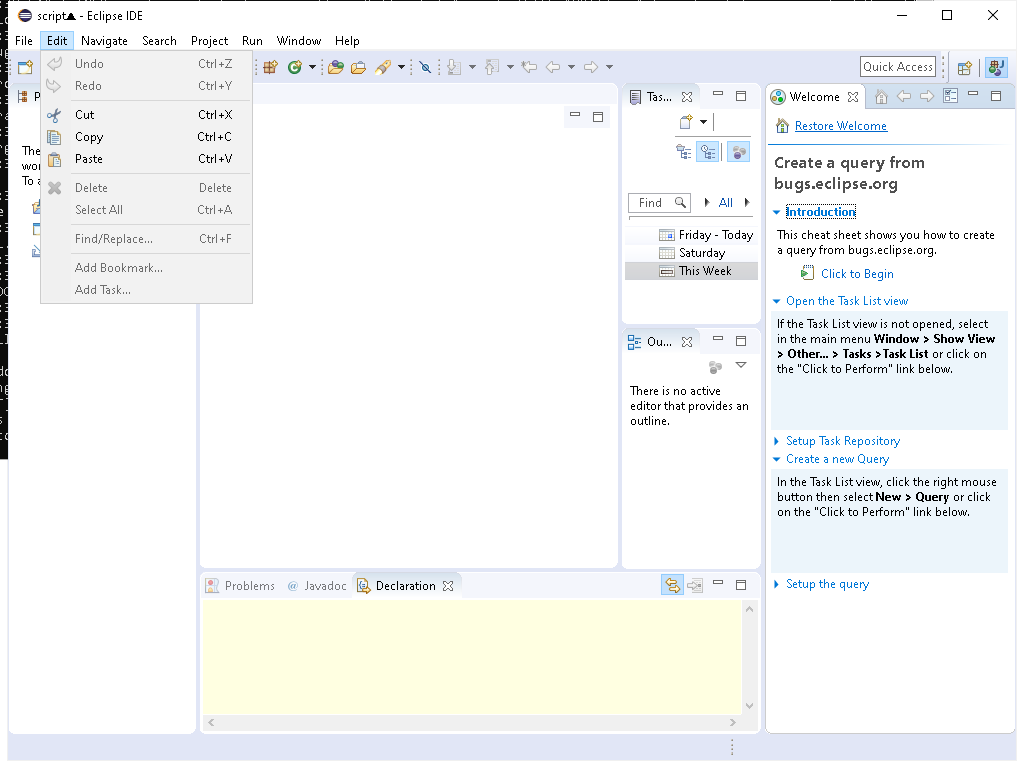 script▲ - Eclipse IDE
File Edit Navigate Search Project Run Window Help
Quick Access
Undo Ctrl+Z
Redo Ctrl+Y
Cut Ctrl+X
Copy Ctrl+C
Paste Ctrl+V
Delete Delete
Select All Ctrl+A
Find/Replace... Ctrl+F
Add Bookmark...
Add Task...
P
The
wor
To a
Tas...
Find
All
Friday - Today
Saturday
This Week
Ou...
There is no active
editor that provides an
outline.
Problems @ Javadoc Declaration
Welcome
Restore Welcome
Create a query from
bugs.eclipse.org
Introduction
This cheat sheet shows you how to create
a query from bugs.eclipse.org.
Click to Begin
Open the Task List view
If the Task List view is not opened, select
in the main menu Window > Show View
> Other... > Tasks >Task List or click on
the "Click to Perform" link below.
Setup Task Repository
Create a new Query
In the Task List view, click the right mouse
button then select New > Query or click
on the "Click to Perform" link below.
Setup the query